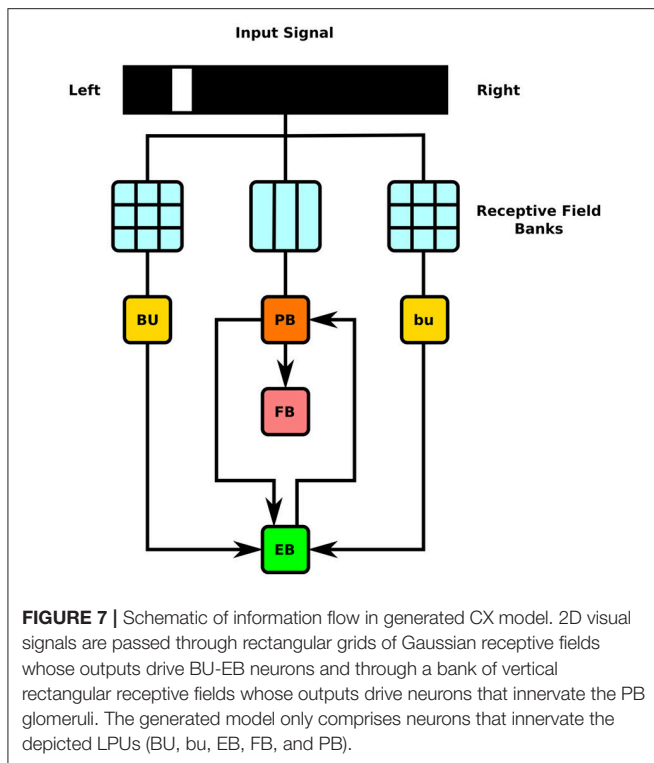 Input Signal
Left
Right
Receptive Field
Banks
BU
PB
bu
FB
EB
FIGURE 7 | Schematic of information flow in generated CX model. 2D visual
signals are passed through rectangular grids of Gaussian receptive fields
whose outputs drive BU-EB neurons and through a bank of vertical
rectangular receptive fields whose outputs drive neurons that innervate the PB
glomeruli. The generated model only comprises neurons that innervate the
depicted LPUs (BU, bu, EB, FB, and PB).